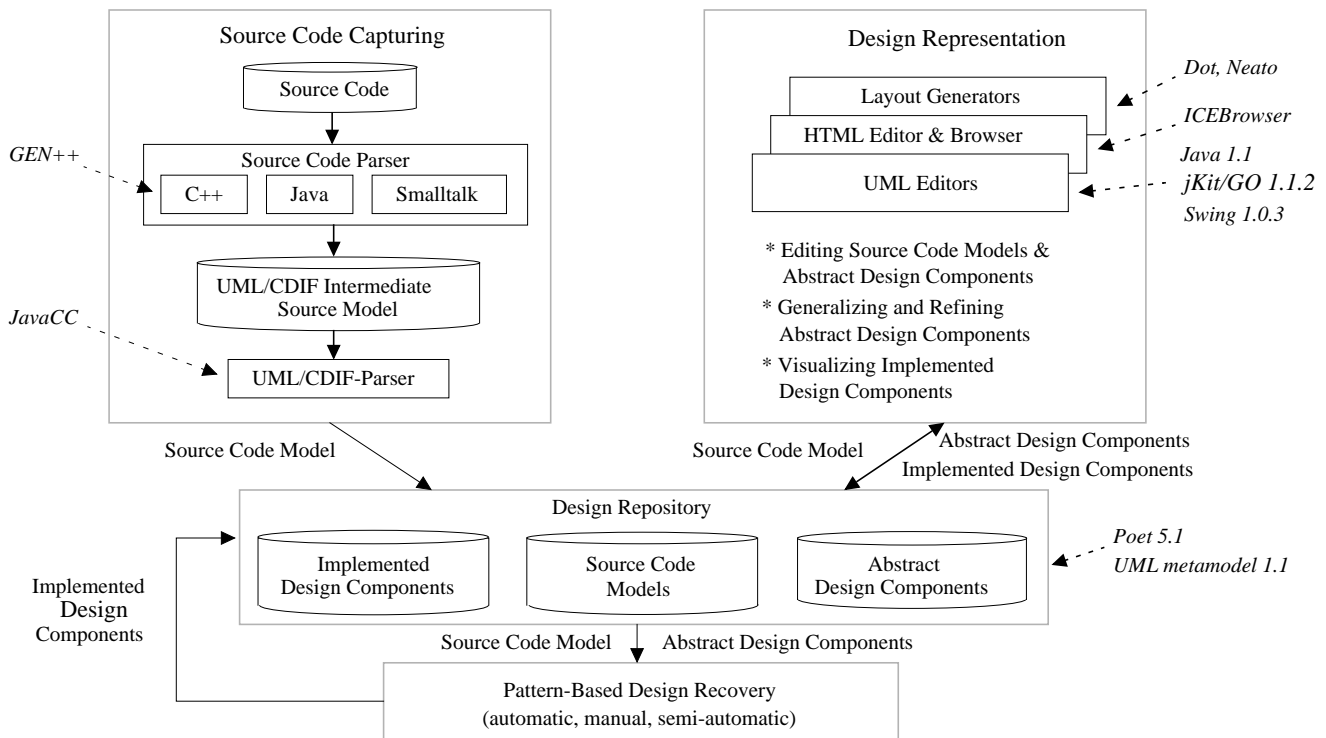 Source Code Capturing
Source Code
GEN++
Source Code Parser
C++
Java
Smalltalk
UML/CDIF Intermediate
Source Model
JavaCC
UML/CDIF-Parser
Design Representation
Dot, Neato
Layout Generators
ICEBrowser
HTML Editor & Browser
Java 1.1
jKit/GO 1.1.2
Swing 1.0.3
UML Editors
* Editing Source Code Models &
Abstract Design Components
* Generalizing and Refining
Abstract Design Components
* Visualizing Implemented
Design Components
Source Code Model
Source Code Model
Abstract Design Components
Implemented Design Components
Design Repository
Implemented
Design Components
Source Code
Models
Abstract
Design Components
Poet 5.1
UML metamodel 1.1
Implemented
Design
Components
Source Code Model
Abstract Design Components
Pattern-Based Design Recovery
(automatic, manual, semi-automatic)